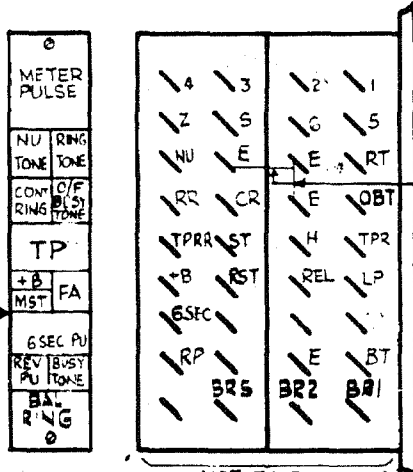 METER
PULSE
NU RING
TONE TONE
CONT O/F
RING BUSY
TONE
TP
+B
MST FA
6SEC PU
REV BUSY
PU TONE
BAL
RING
4 3 2 1
Z S G 5
NU E E RT
RR CR E OBT
TPRR ST H TPR
+B RST REL LP
6SEC
RP E BT
BR5 BR2 BR1